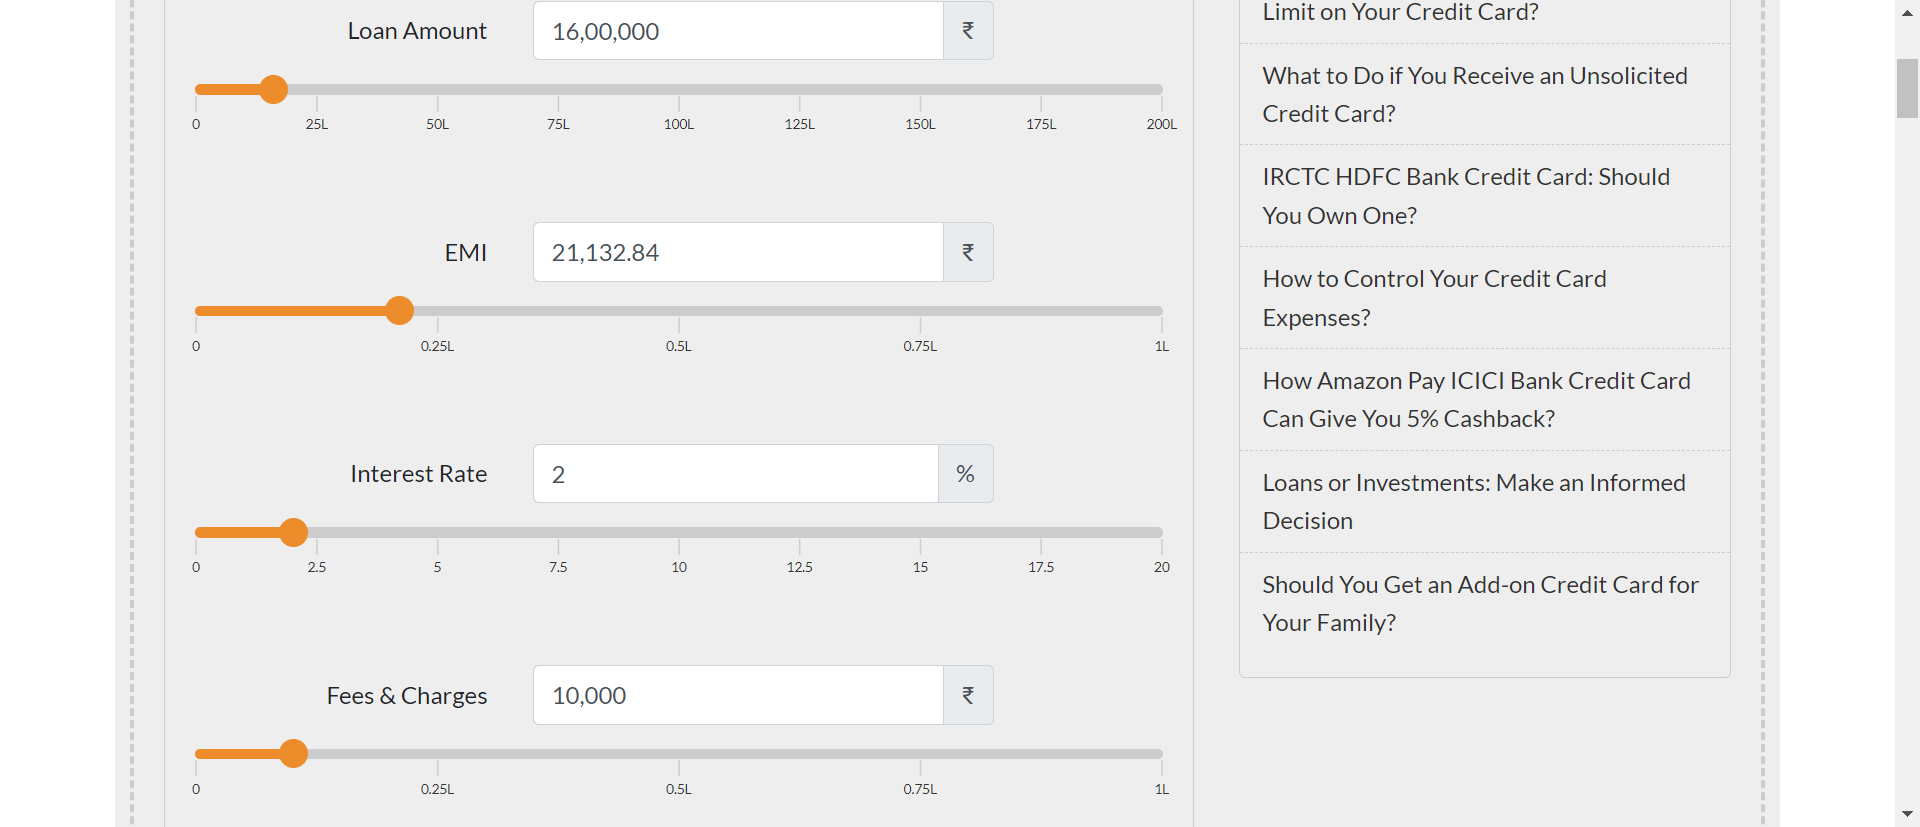 Loan Amount
16,00,000 ₹
0 25L 50L 75L 100L 125L 150L 175L 200L
EMI
21,132.84 ₹
0 0.25L 0.5L 0.75L 1L
Interest Rate
2 %
0 2.5 5 7.5 10 12.5 15 17.5 20
Fees & Charges
10,000 ₹
0 0.25L 0.5L 0.75L 1L
Limit on Your Credit Card?
What to Do if You Receive an Unsolicited
Credit Card?
IRCTC HDFC Bank Credit Card: Should
You Own One?
How to Control Your Credit Card
Expenses?
How Amazon Pay ICICI Bank Credit Card
Can Give You 5% Cashback?
Loans or Investments: Make an Informed
Decision
Should You Get an Add-on Credit Card for
Your Family?